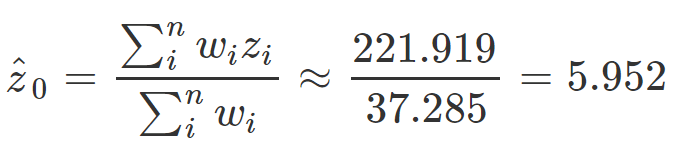 ẑ₀ = (∑ᵢⁿ wᵢzᵢ) / (∑ᵢⁿ wᵢ) ≈ 221.919 / 37.285 = 5.952